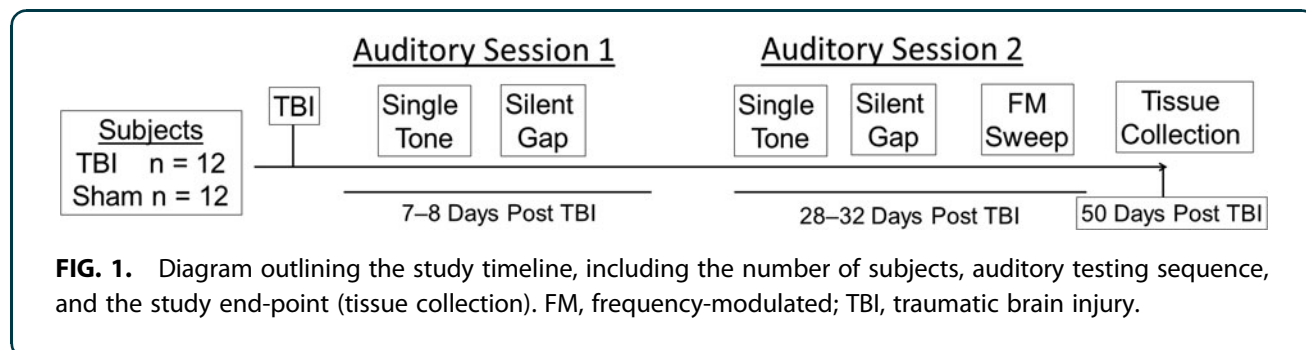 Auditory Session 1
Auditory Session 2
Subjects
TBI n = 12
Sham n = 12
TBI
Single
Tone
Silent
Gap
Single
Tone
Silent
Gap
FM
Sweep
Tissue
Collection
7–8 Days Post TBI
28–32 Days Post TBI
50 Days Post TBI
FIG. 1. Diagram outlining the study timeline, including the number of subjects, auditory testing sequence,
and the study end-point (tissue collection). FM, frequency-modulated; TBI, traumatic brain injury.